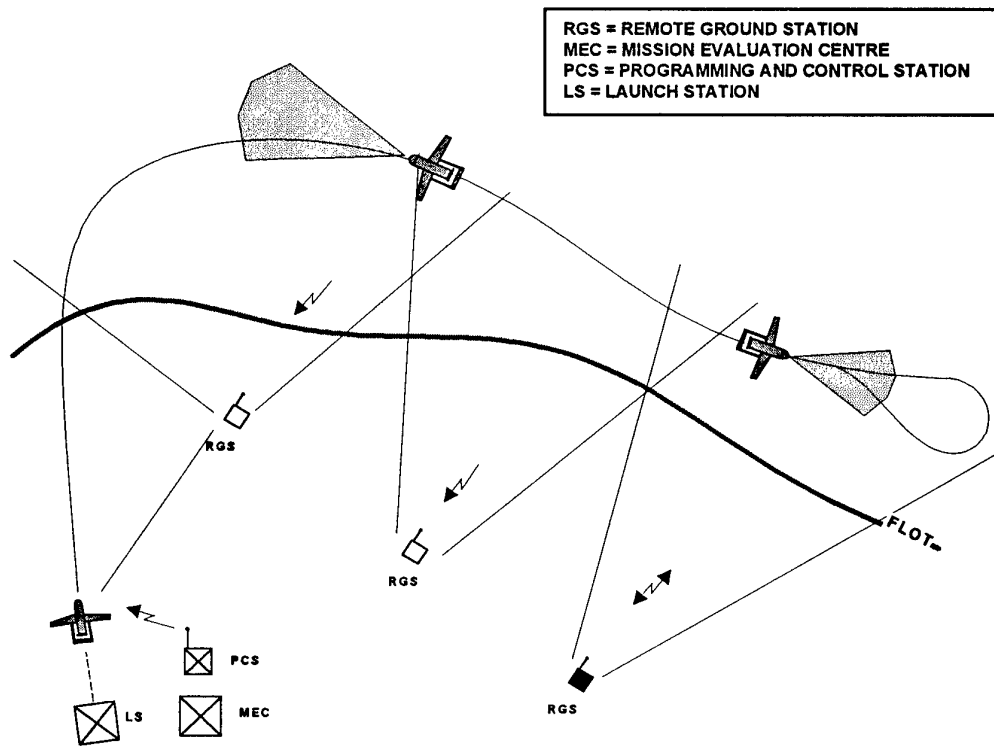 RGS = REMOTE GROUND STATION
MEC = MISSION EVALUATION CENTRE
PCS = PROGRAMMING AND CONTROL STATION
LS = LAUNCH STATION
RGS
FLOT
RGS
PCS
RGS
LS
MEC